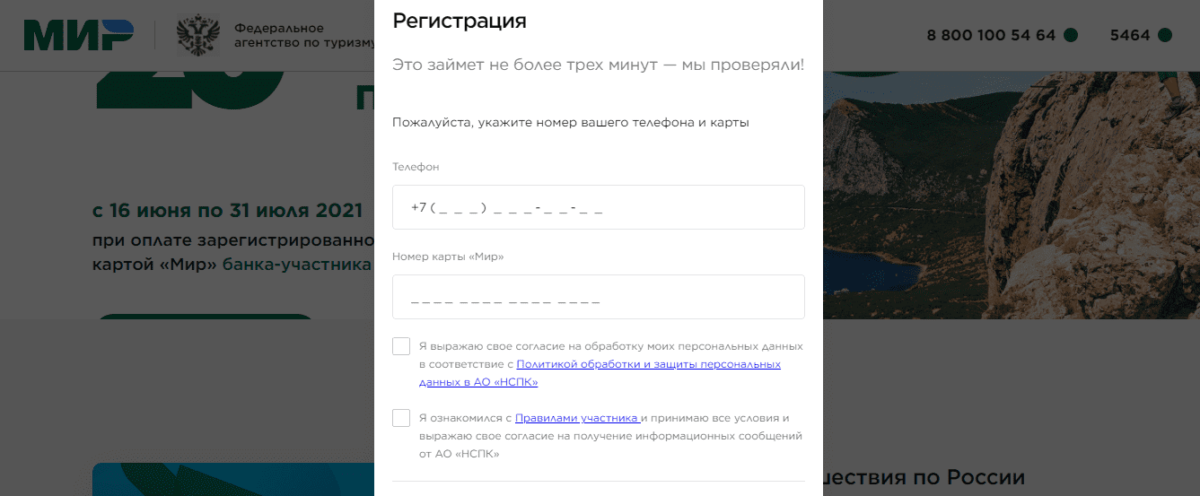 МИР
Федеральное
агентство по туризму
8 800 100 54 64
5464
Регистрация
Это займет не более трех минут — мы проверяли!
Пожалуйста, укажите номер вашего телефона и карты
Телефон
+7 ( _ _ _ ) _ _ _-_ _-_ _
Номер карты «Мир»
_ _ _ _ _ _ _ _ _ _ _ _ _ _ _ _
Я выражаю свое согласие на обработку моих персональных данных
в соответствие с Политикой обработки и защиты персональных
данных в АО «НСПК»
Я ознакомился с Правилами участника и принимаю все условия и
выражаю свое согласие на получение информационных сообщений
от АО «НСПК»
с 16 июня по 31 июля 2021
при оплате зарегистрированно
картой «Мир» банка-участника
шествия по России